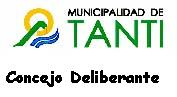 MUNICIPALIDAD DE
TANTI
Concejo Deliberante